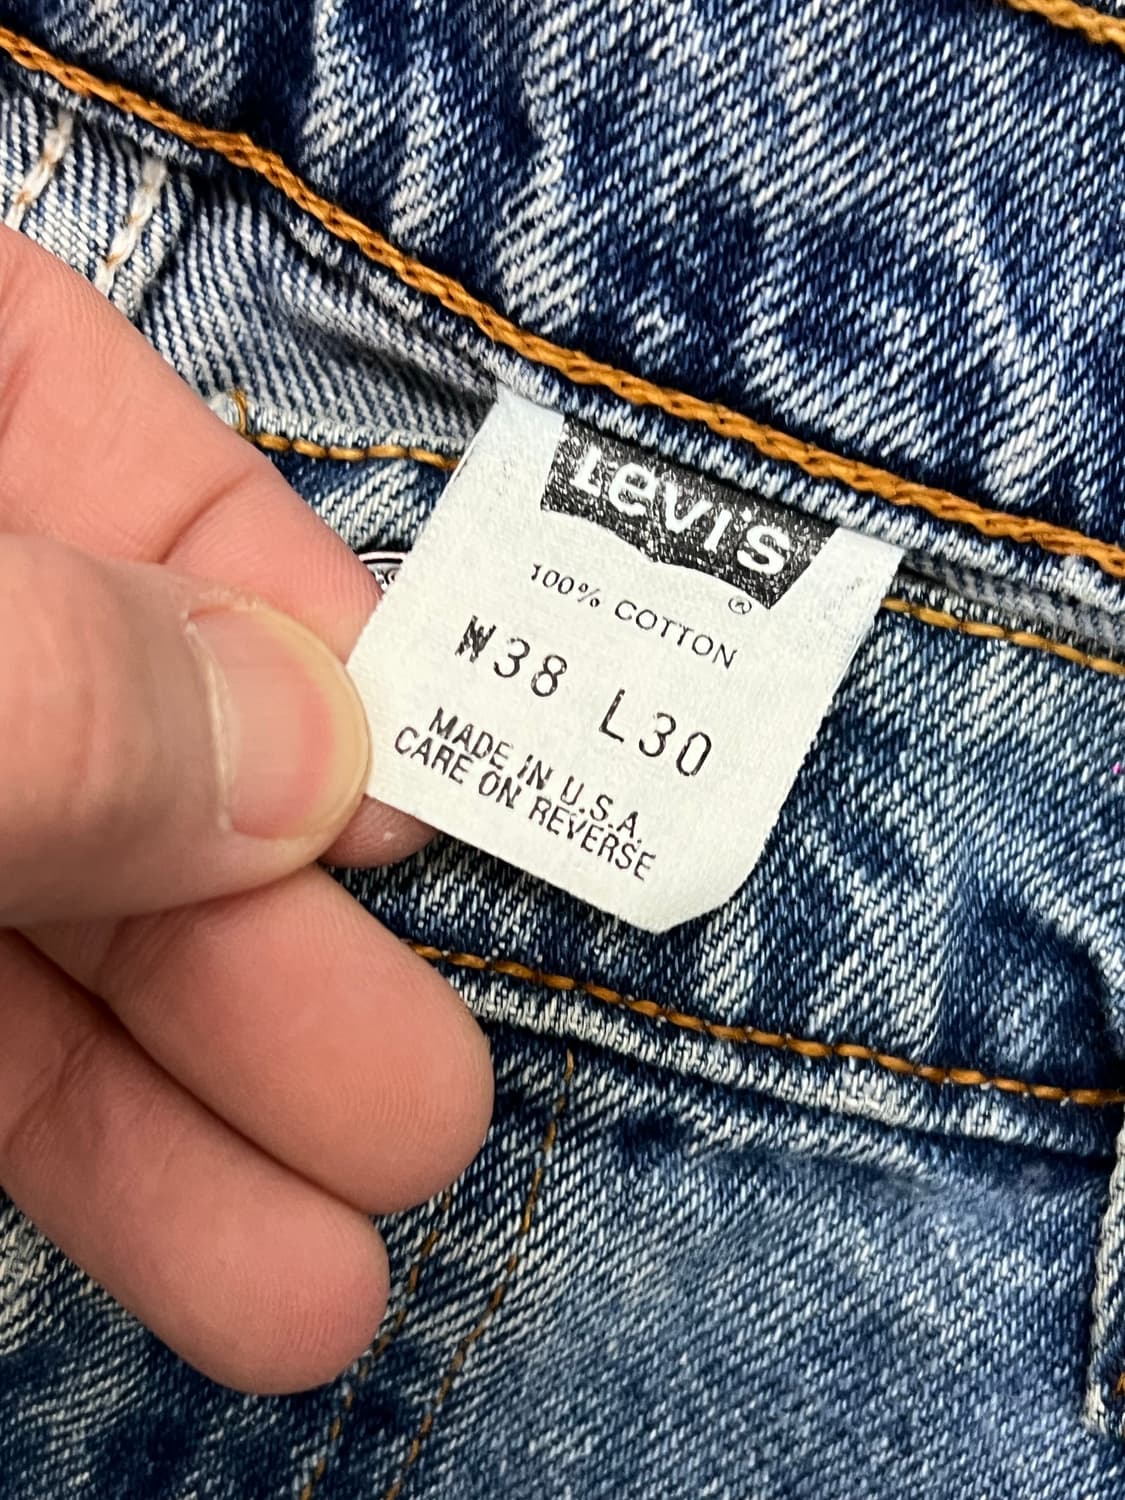 Levi's
®
100% COTTON
W38 L30
MADE IN U.S.A.
CARE ON REVERSE